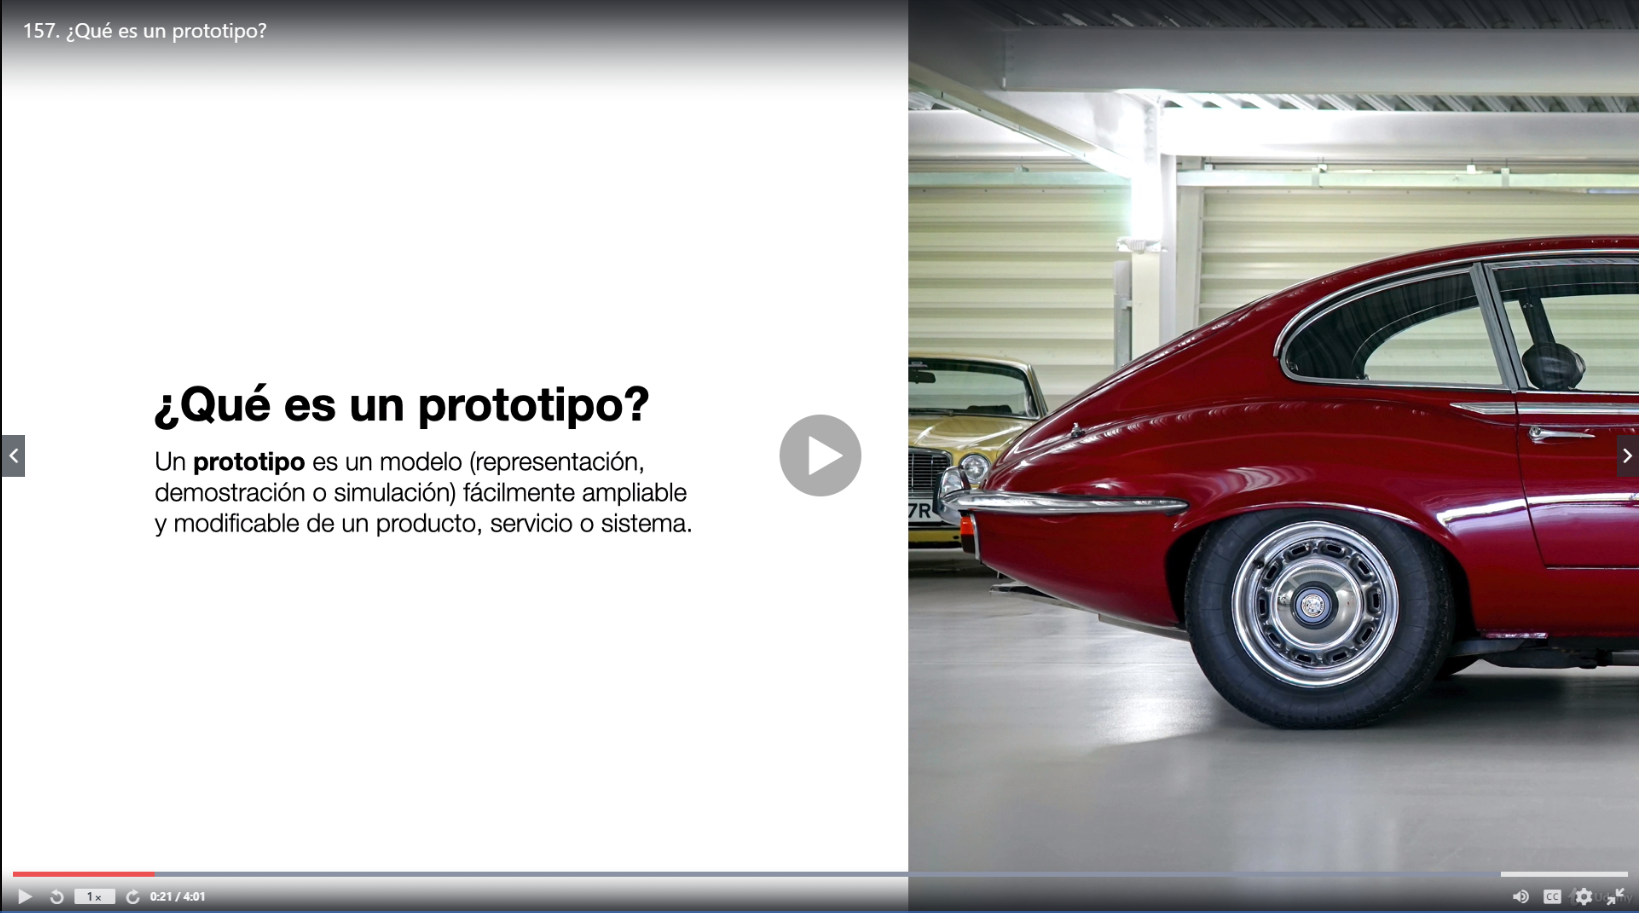 157. ¿Qué es un prototipo?
¿Qué es un prototipo?
Un prototipo es un modelo (representación,
demostración o simulación) fácilmente ampliable
y modificable de un producto, servicio o sistema.
7R
1x
0:21 / 4:01
CC
Udemy